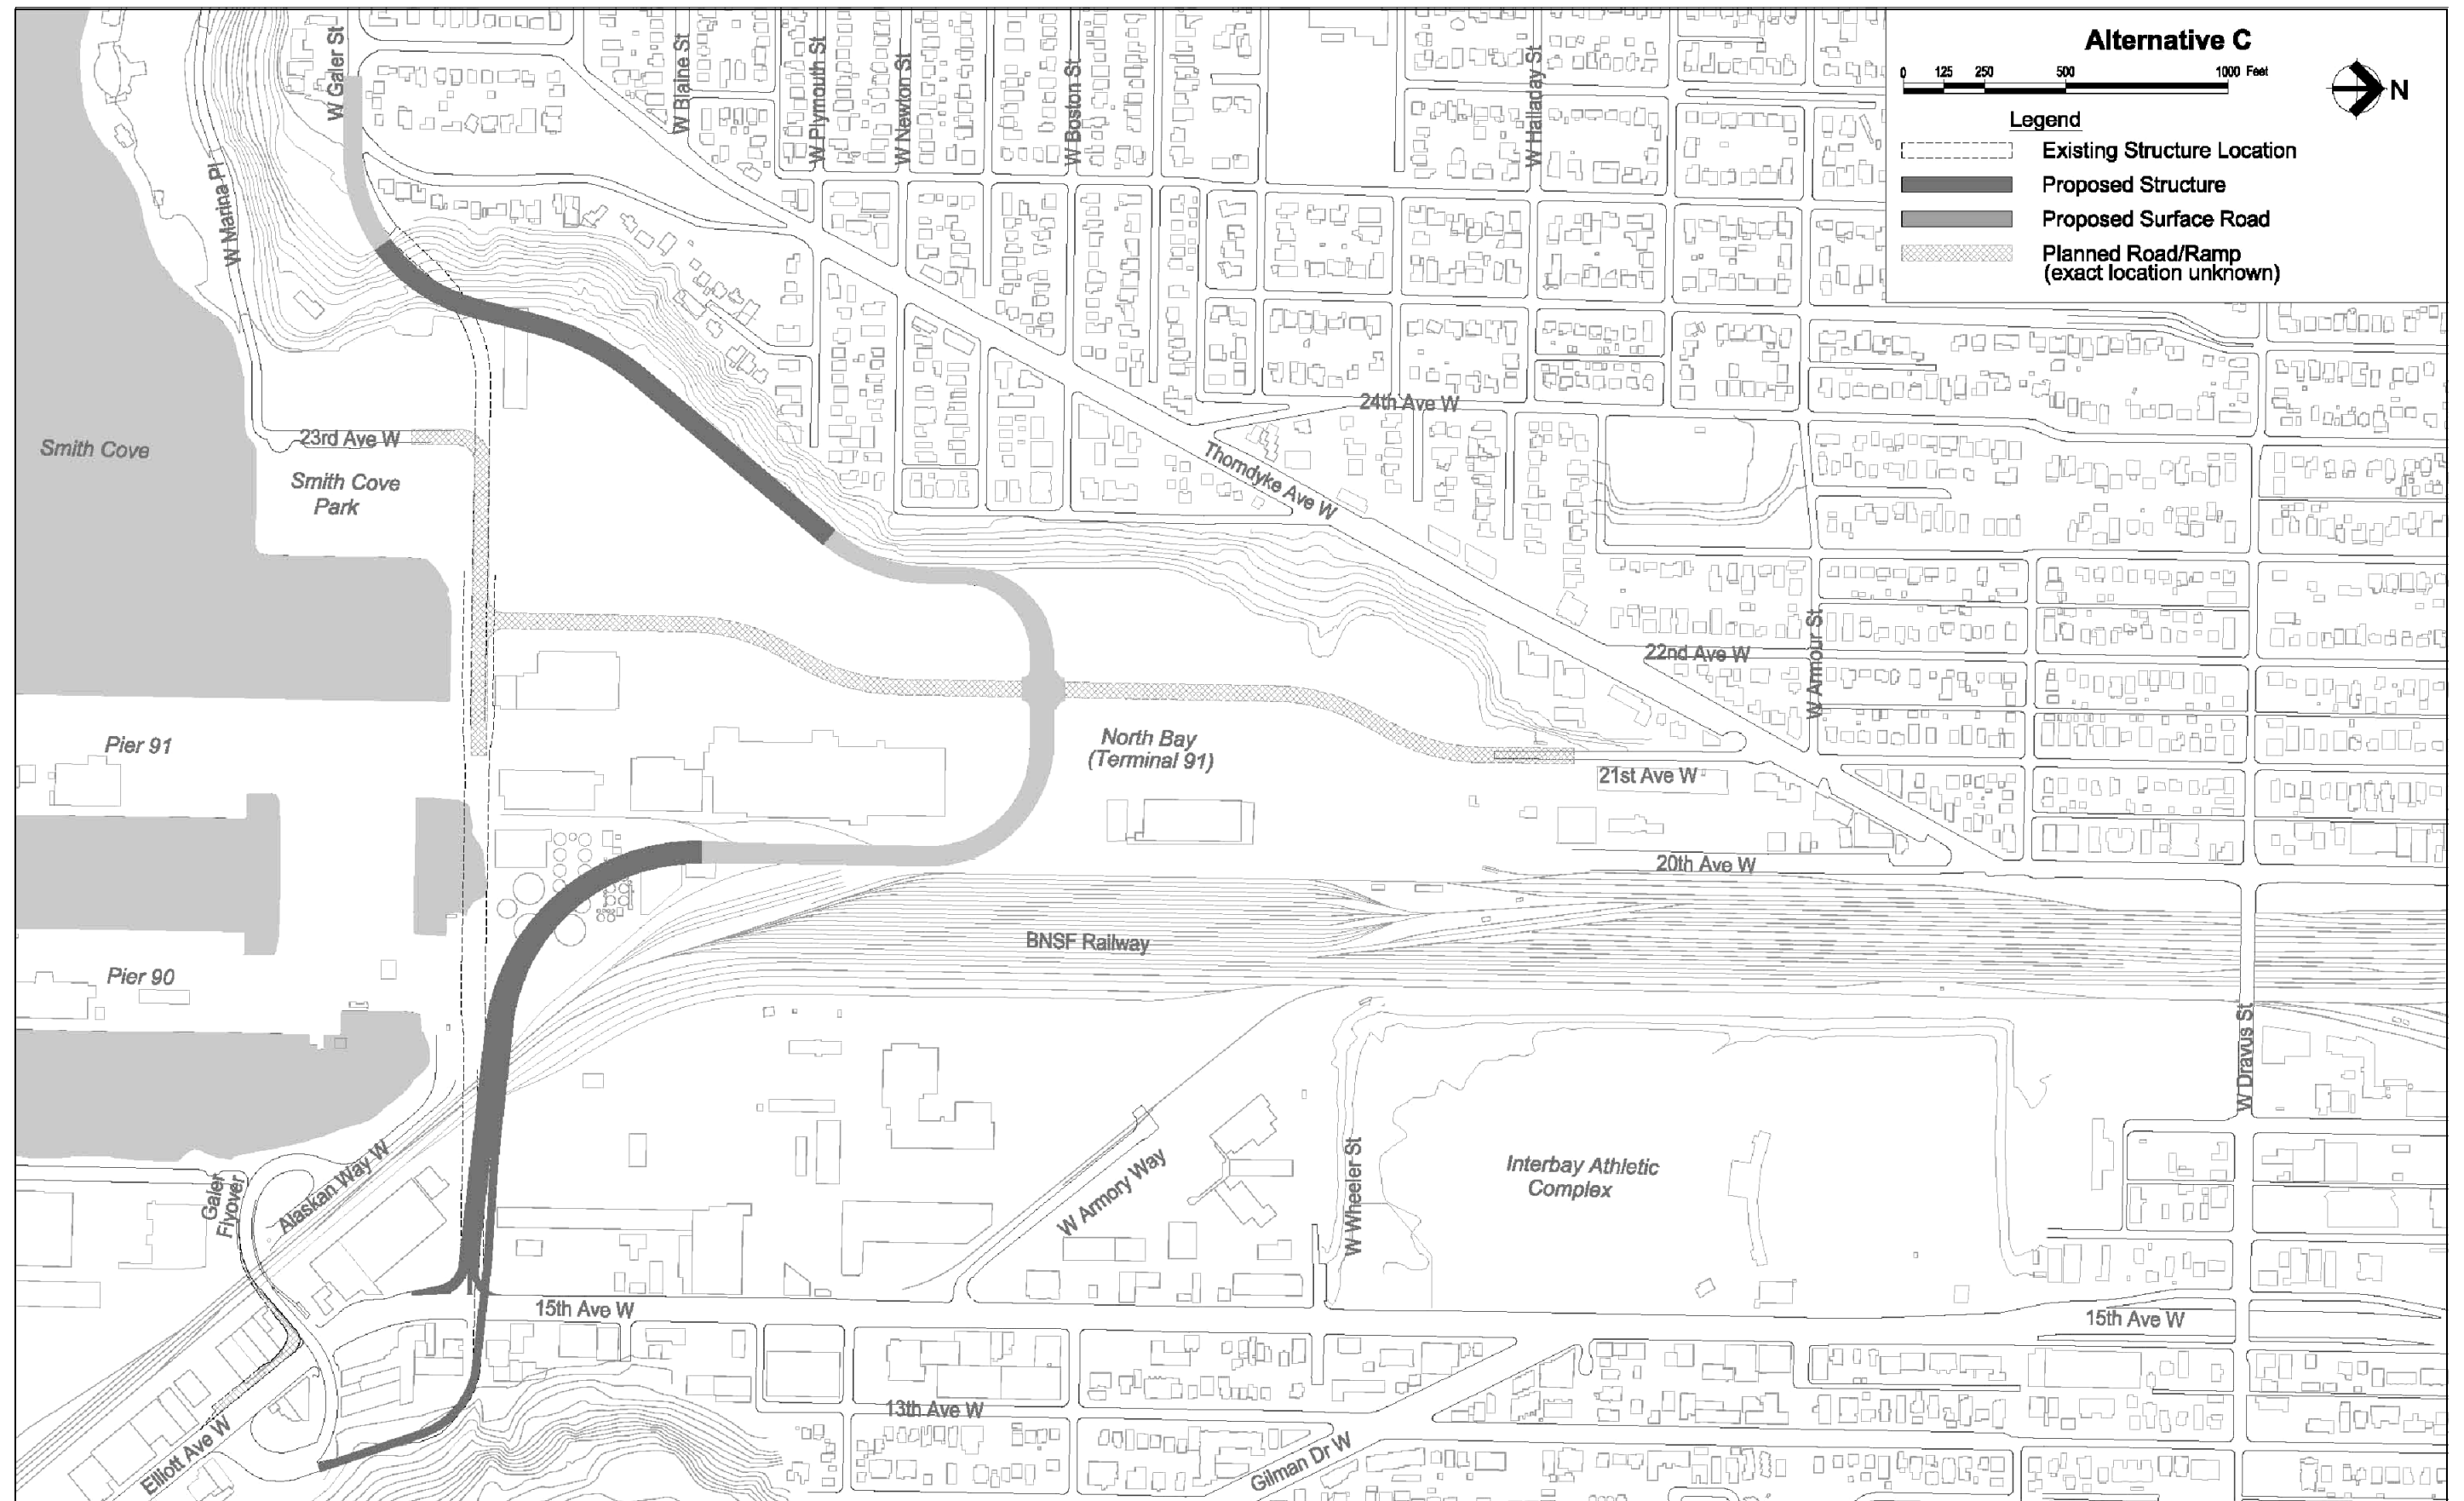 Alternative C
0 125 250 500 1000 Feet
N
Legend
Existing Structure Location
Proposed Structure
Proposed Surface Road
Planned Road/Ramp
(exact location unknown)
W Galer St
W Blaine St
W Plymouth St
W Newton St
W Boston St
W Halladay St
W Marina Pl
24th Ave W
23rd Ave W
Smith Cove
Smith Cove
Park
Thorndyke Ave W
22nd Ave W
W Armour St
Pier 91
North Bay
(Terminal 91)
21st Ave W
20th Ave W
BNSF Railway
Pier 90
W Dravus St
Galer
Flyover
Alaskan Way W
W Armory Way
W Wheeler St
Interbay Athletic
Complex
15th Ave W
15th Ave W
13th Ave W
Elliott Ave W
Gilman Dr W